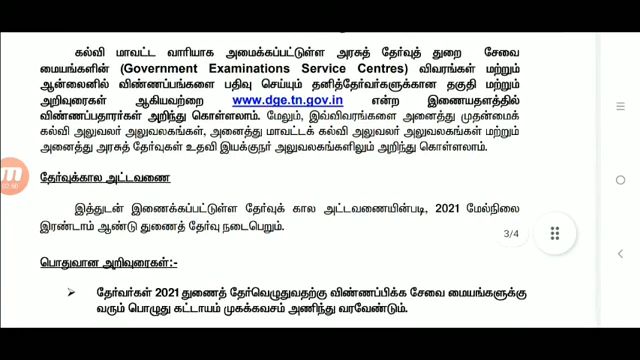 கல்வி மாவட்ட வாரியாக அமைக்கப்பட்டுள்ள அரசுத் தேர்வுத் துறை சேவை
மையங்களின் (Government Examinations Service Centres) விவரங்கள் மற்றும்
ஆன்லைனில் விண்ணப்பங்களை பதிவு செய்யும் தனித்தேர்வர்களுக்கான தகுதி மற்றும்
அறிவுரைகள் ஆகியவற்றை www.dge.tn.gov.in என்ற இணையதளத்தில்
விண்ணப்பதாரர்கள் அறிந்து கொள்ளலாம். மேலும், இவ்விவரங்களை அனைத்து முதன்மைக்
கல்வி அலுவலர் அலுவலகங்கள், அனைத்து மாவட்டக் கல்வி அலுவலர் அலுவலகங்கள் மற்றும்
அனைத்து அரசுத் தேர்வுகள் உதவி இயக்குநர் அலுவலகங்களிலும் அறிந்து கொள்ளலாம்.
02:50
தேர்வுக்கால அட்டவணை
இத்துடன் இணைக்கப்பட்டுள்ள தேர்வுக் கால அட்டவணையின்படி, 2021 மேல்நிலை
இரண்டாம் ஆண்டு துணைத் தேர்வு நடைபெறும்.
3/4
பொதுவான அறிவுரைகள்:-
➤ தேர்வர்கள் 2021 துணைத் தேர்வெழுதுவதற்கு விண்ணப்பிக்க சேவை மையங்களுக்கு
வரும் பொழுது கட்டாயம் முகக்கவசம் அணிந்து வரவேண்டும்.